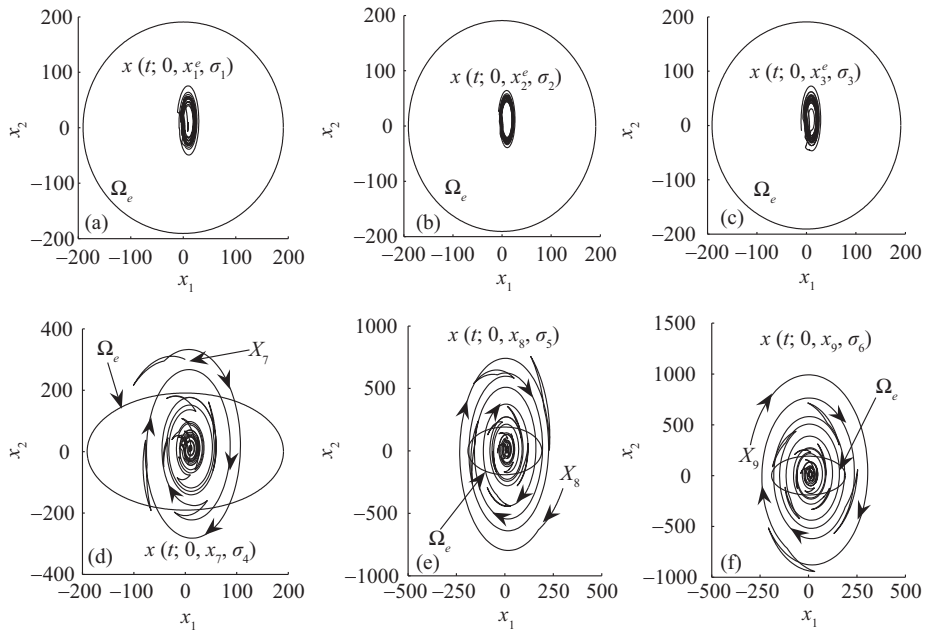 200
100
0
−100
−200
x₂
x (t; 0, x₁ᵉ, σ₁)
Ωₑ
(a)
−200 −100 0 100 200
x₁
200
100
0
−100
−200
x₂
x (t; 0, x₂ᵉ, σ₂)
Ωₑ
(b)
−200 −100 0 100 200
x₁
200
100
0
−100
−200
x₂
x (t; 0, x₃ᵉ, σ₃)
Ωₑ
(c)
−200 −100 0 100 200
x₁
400
200
0
−200
−400
x₂
Ωₑ
X₇
(d)
x (t; 0, x₇, σ₄)
−200 −100 0 100 200
x₁
1000
500
0
−500
−1000
x₂
x (t; 0, x₈, σ₅)
X₈
Ωₑ
(e)
−500 −250 0 250 500
x₁
1500
1000
500
0
−500
−1000
x₂
x (t; 0, x₉, σ₆)
Ωₑ
X₉
(f)
−500 −250 0 250 500
x₁